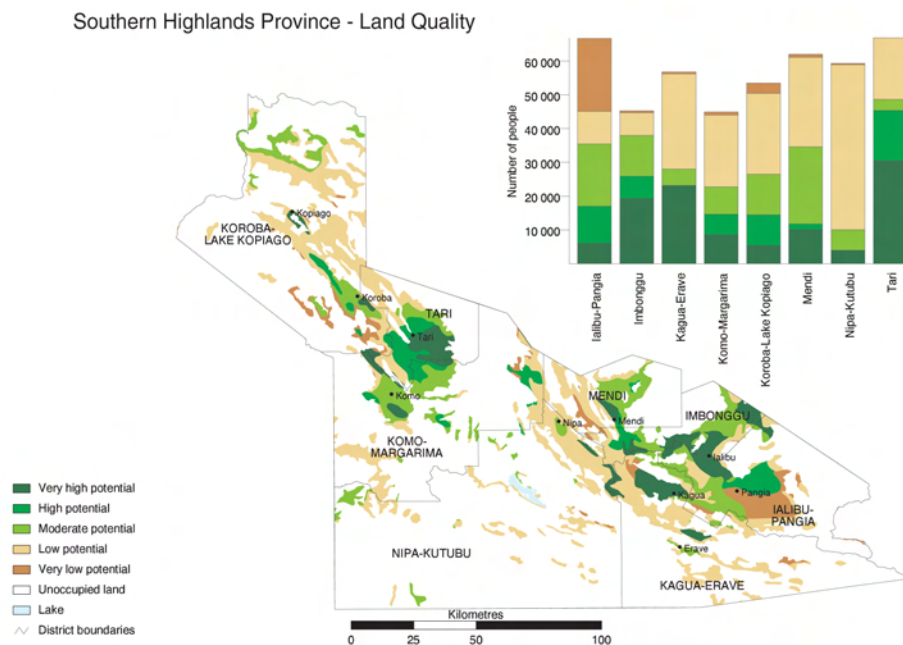 Southern Highlands Province - Land Quality
Number of people
60 000
50 000
40 000
30 000
20 000
10 000
Ialibu-Pangia
Imbonggu
Kagua-Erave
Komo-Margarima
Koroba-Lake Kopiago
Mendi
Nipa-Kutubu
Tari
Kopiago
KOROBA-
LAKE KOPIAGO
Koroba
TARI
Tari
Komo
KOMO-
MARGARIMA
MENDI
Nipa
Mendi
IMBONGGU
Ialibu
Kagua
Pangia
IALIBU-
PANGIA
Erave
NIPA-KUTUBU
KAGUA-ERAVE
Very high potential
High potential
Moderate potential
Low potential
Very low potential
Unoccupied land
Lake
District boundaries
Kilometres
0 25 50 100